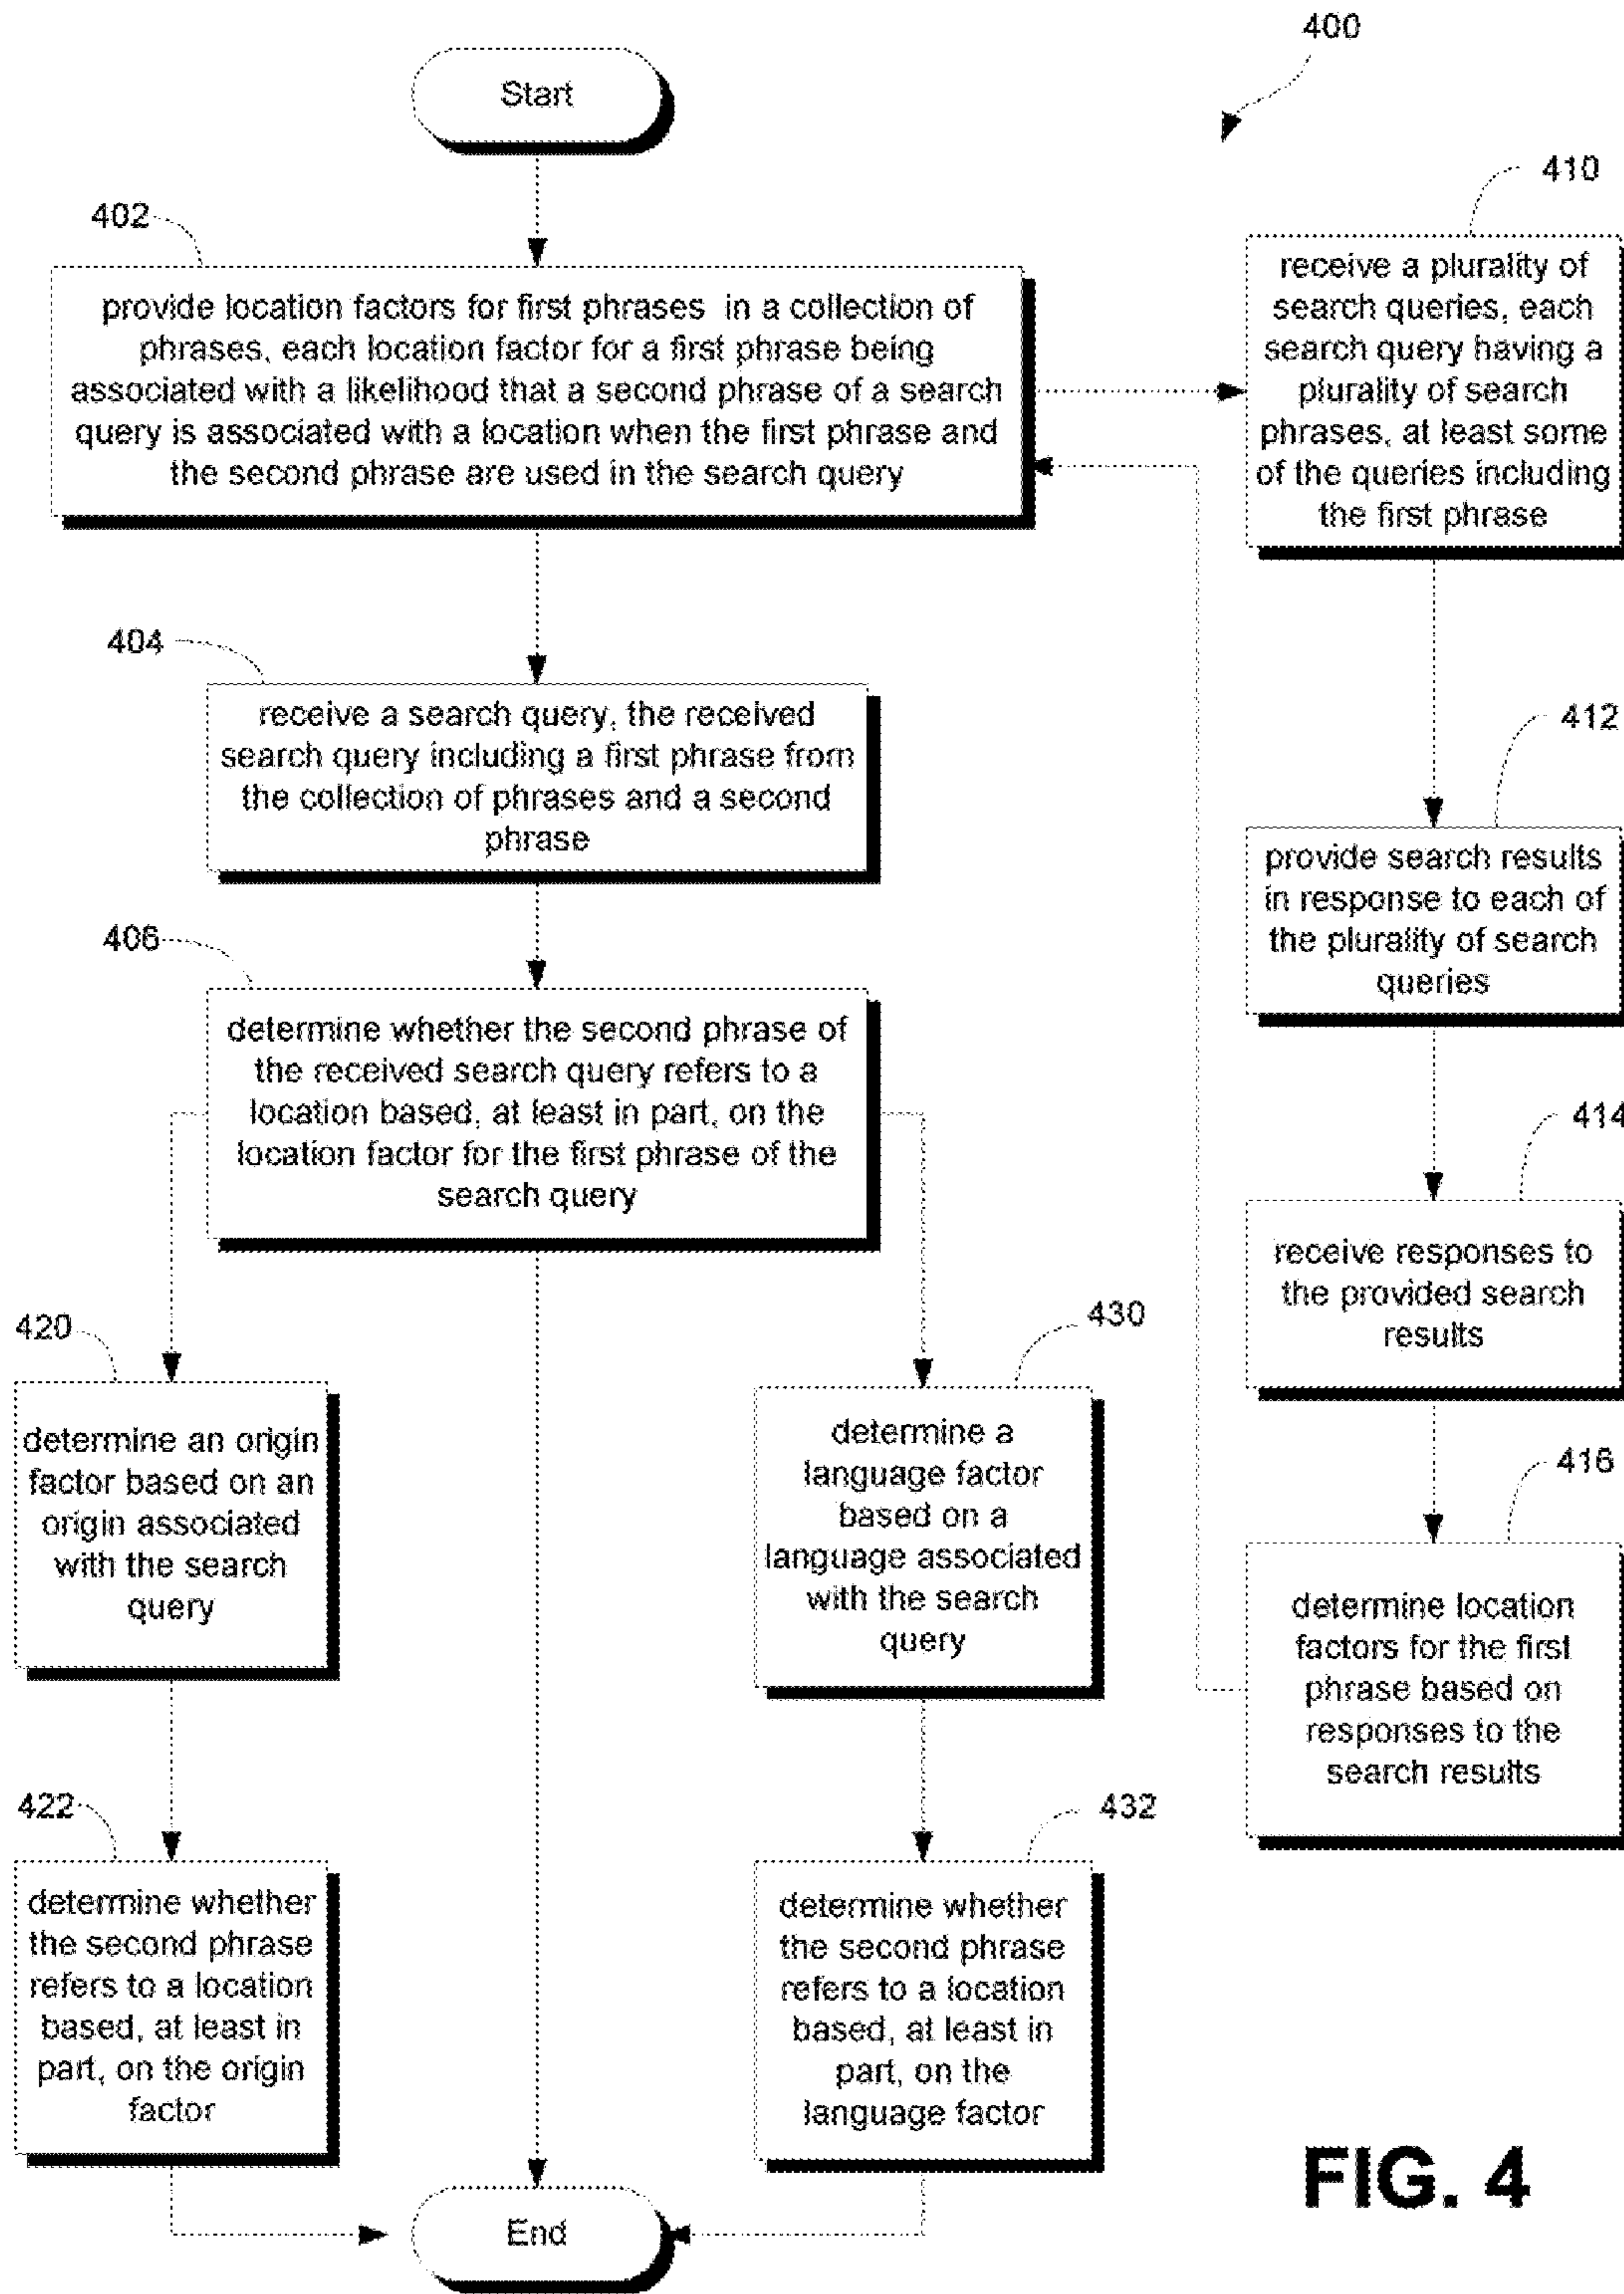 400
Start
410
402
receive a plurality of
search queries, each
search query having a
plurality of search
phrases, at least some
of the queries including
the first phrase
provide location factors for first phrases in a collection of
phrases, each location factor for a first phrase being
associated with a likelihood that a second phrase of a search
query is associated with a location when the first phrase and
the second phrase are used in the search query
404
receive a search query, the received
search query including a first phrase from
the collection of phrases and a second
phrase
412
provide search results
in response to each of
the plurality of search
queries
406
determine whether the second phrase of
the received search query refers to a
location based, at least in part, on the
location factor for the first phrase of the
search query
414
receive responses to
the provided search
results
420
determine an origin
factor based on an
origin associated
with the search
query
430
determine a
language factor
based on a
language associated
with the search
query
416
determine location
factors for the first
phrase based on
responses to the
search results
422
determine whether
the second phrase
refers to a location
based, at least in
part, on the origin
factor
432
determine whether
the second phrase
refers to a location
based, at least in
part, on the
language factor
End
FIG. 4